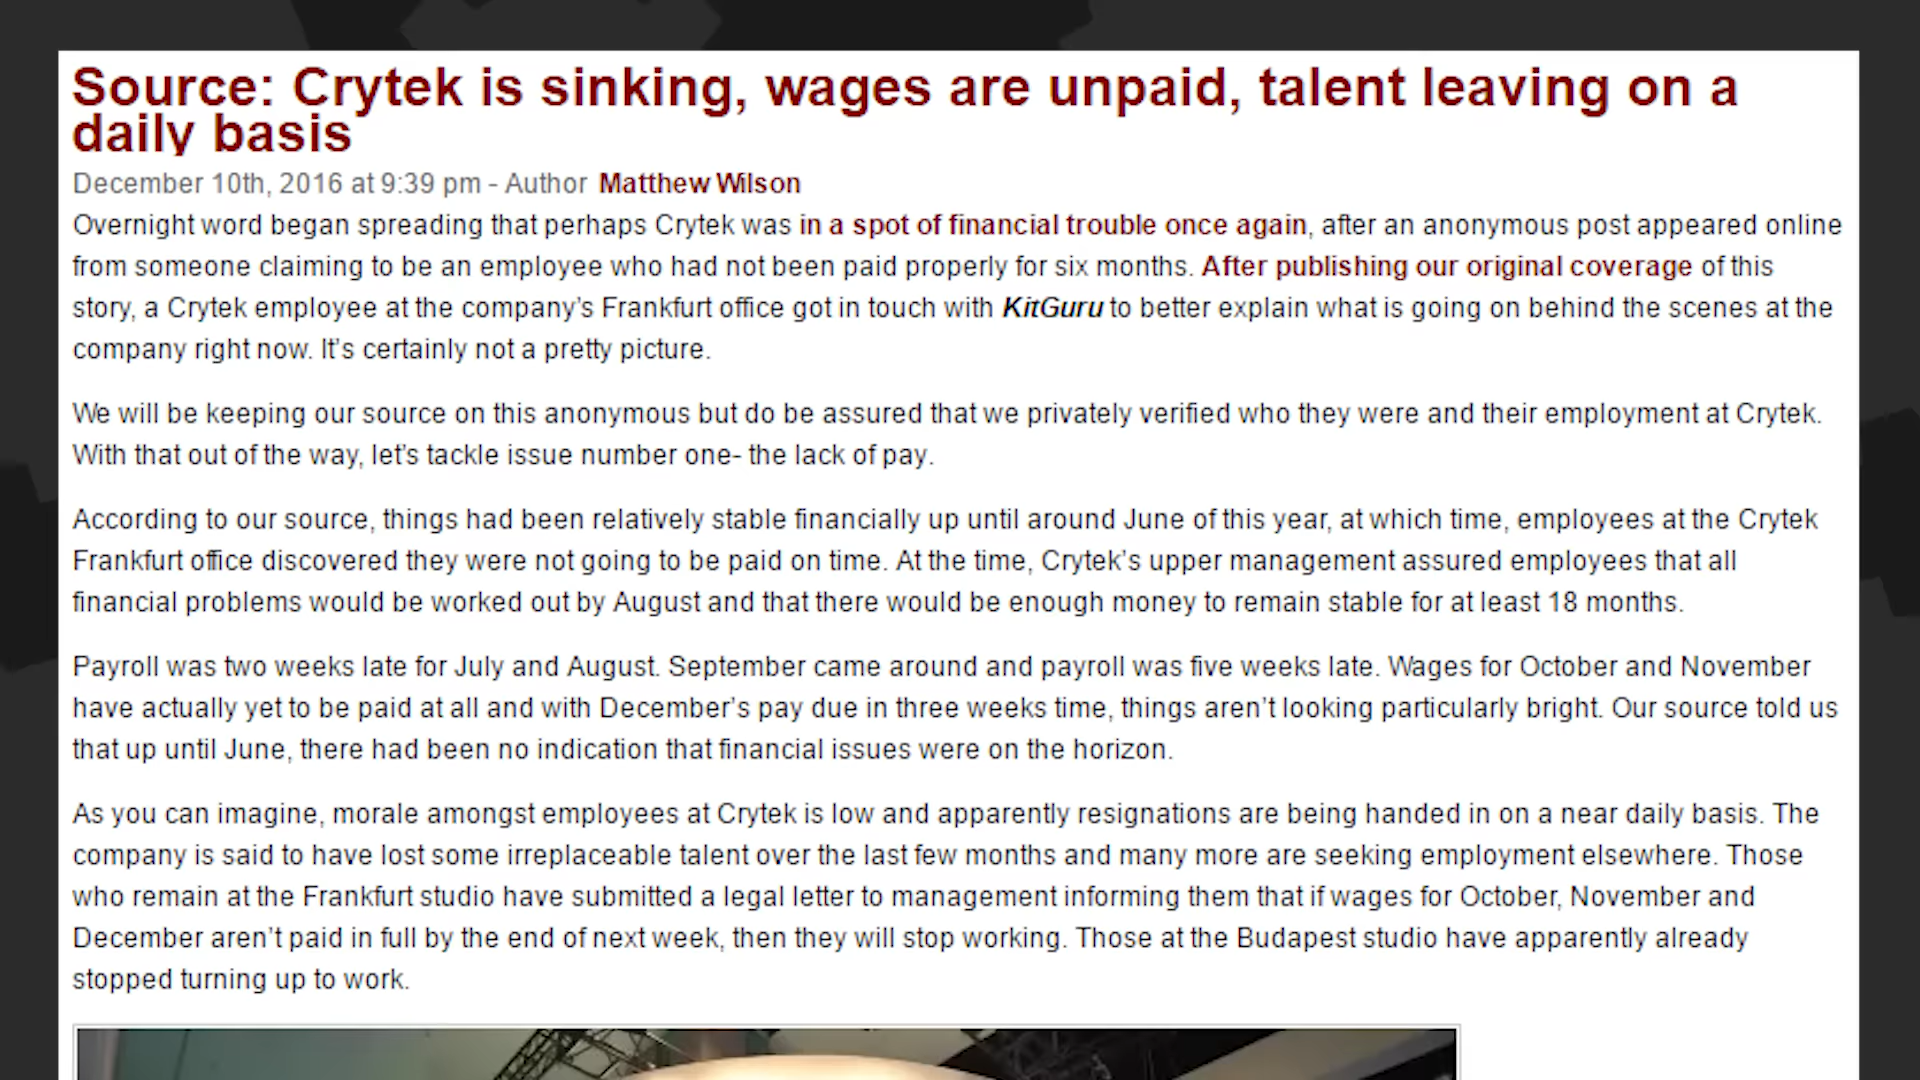 Source: Crytek is sinking, wages are unpaid, talent leaving on a
daily basis
December 10th, 2016 at 9:39 pm - Author Matthew Wilson
Overnight word began spreading that perhaps Crytek was in a spot of financial trouble once again, after an anonymous post appeared online
from someone claiming to be an employee who had not been paid properly for six months. After publishing our original coverage of this
story, a Crytek employee at the company's Frankfurt office got in touch with KitGuru to better explain what is going on behind the scenes at the
company right now. It's certainly not a pretty picture.
We will be keeping our source on this anonymous but do be assured that we privately verified who they were and their employment at Crytek.
With that out of the way, let's tackle issue number one- the lack of pay.
According to our source, things had been relatively stable financially up until around June of this year, at which time, employees at the Crytek
Frankfurt office discovered they were not going to be paid on time. At the time, Crytek's upper management assured employees that all
financial problems would be worked out by August and that there would be enough money to remain stable for at least 18 months.
Payroll was two weeks late for July and August. September came around and payroll was five weeks late. Wages for October and November
have actually yet to be paid at all and with December's pay due in three weeks time, things aren't looking particularly bright. Our source told us
that up until June, there had been no indication that financial issues were on the horizon.
As you can imagine, morale amongst employees at Crytek is low and apparently resignations are being handed in on a near daily basis. The
company is said to have lost some irreplaceable talent over the last few months and many more are seeking employment elsewhere. Those
who remain at the Frankfurt studio have submitted a legal letter to management informing them that if wages for October, November and
December aren't paid in full by the end of next week, then they will stop working. Those at the Budapest studio have apparently already
stopped turning up to work.